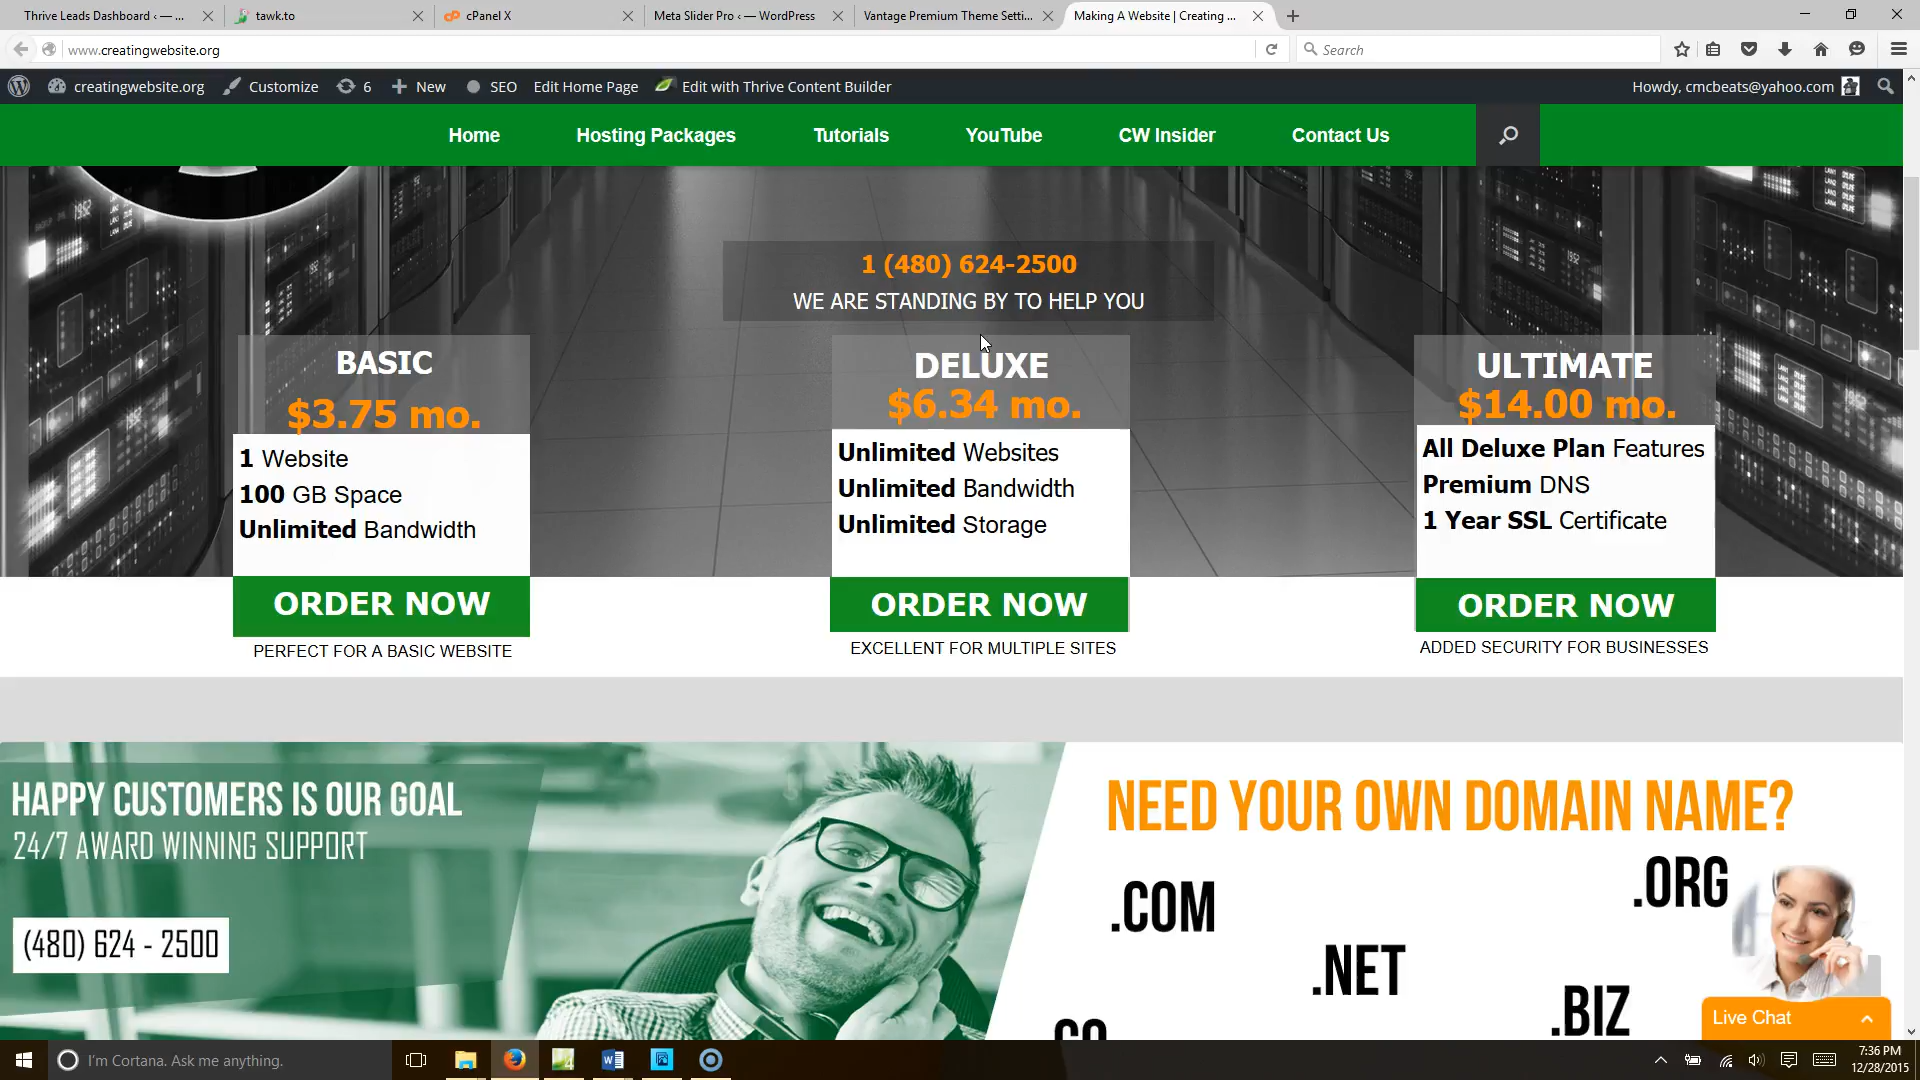 Thrive Leads Dashboard ‹ — ...
tawk.to
cPanel X
Meta Slider Pro ‹ — WordPress
Vantage Premium Theme Setti...
Making A Website | Creating ...
www.creatingwebsite.org
Search
creatingwebsite.org
Customize
6
New
SEO
Edit Home Page
Edit with Thrive Content Builder
Howdy, cmcbeats@yahoo.com
Home
Hosting Packages
Tutorials
YouTube
CW Insider
Contact Us
1 (480) 624-2500
WE ARE STANDING BY TO HELP YOU
BASIC
$3.75 mo.
1 Website
100 GB Space
Unlimited Bandwidth
ORDER NOW
PERFECT FOR A BASIC WEBSITE
DELUXE
$6.34 mo.
Unlimited Websites
Unlimited Bandwidth
Unlimited Storage
ORDER NOW
EXCELLENT FOR MULTIPLE SITES
ULTIMATE
$14.00 mo.
All Deluxe Plan Features
Premium DNS
1 Year SSL Certificate
ORDER NOW
ADDED SECURITY FOR BUSINESSES
HAPPY CUSTOMERS IS OUR GOAL
24/7 AWARD WINNING SUPPORT
(480) 624 - 2500
NEED YOUR OWN DOMAIN NAME?
.ORG
.COM
.NET
.BIZ
Live Chat
I'm Cortana. Ask me anything.
7:36 PM
12/28/2015